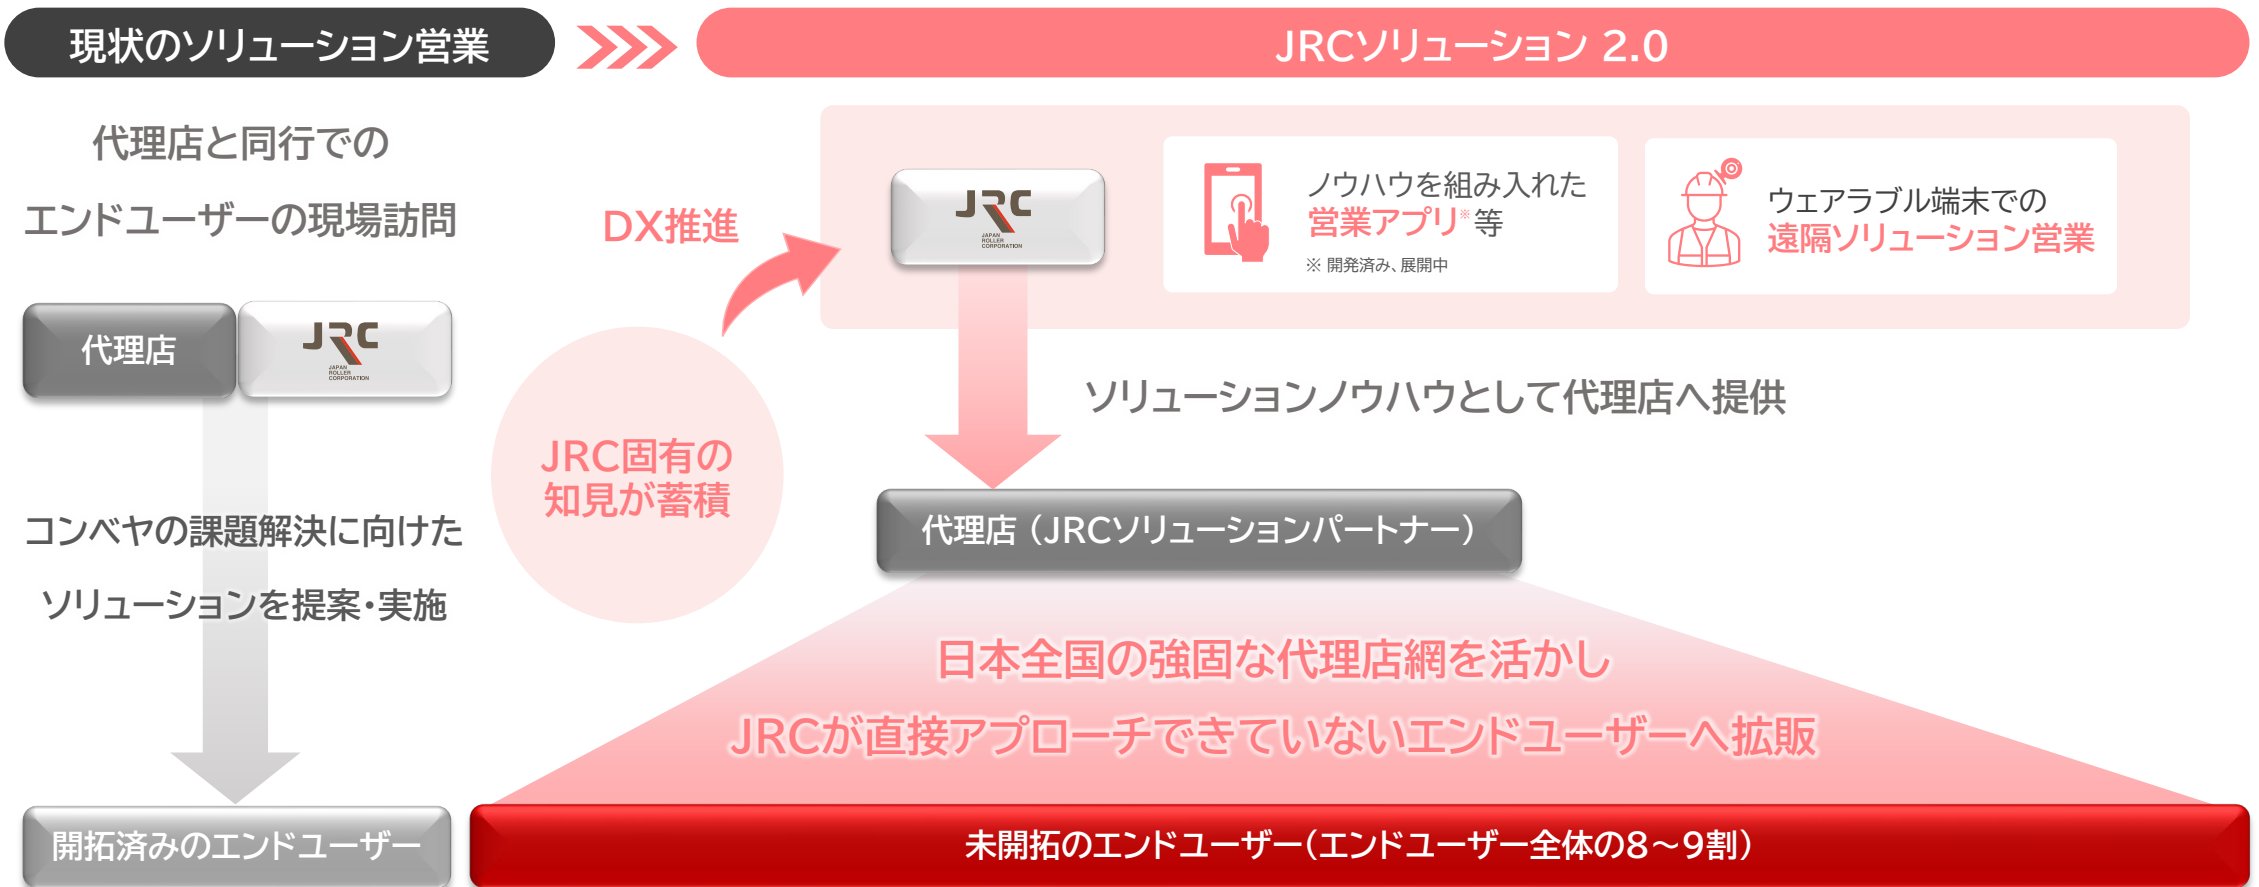 現状のソリューション営業
JRCソリューション 2.0
代理店と同行での
エンドユーザーの現場訪問
代理店
JRC
JAPAN
ROLLER
CORPORATION
コンベヤの課題解決に向けた
ソリューションを提案・実施
開拓済みのエンドユーザー
JRC固有の
知見が蓄積
DX推進
JRC
JAPAN
ROLLER
CORPORATION
ノウハウを組み入れた
営業アプリ※等
※ 開発済み、展開中
ウェアラブル端末での
遠隔ソリューション営業
ソリューションノウハウとして代理店へ提供
代理店（JRCソリューションパートナー）
日本全国の強固な代理店網を活かし
JRCが直接アプローチできていないエンドユーザーへ拡販
未開拓のエンドユーザー（エンドユーザー全体の8～9割）